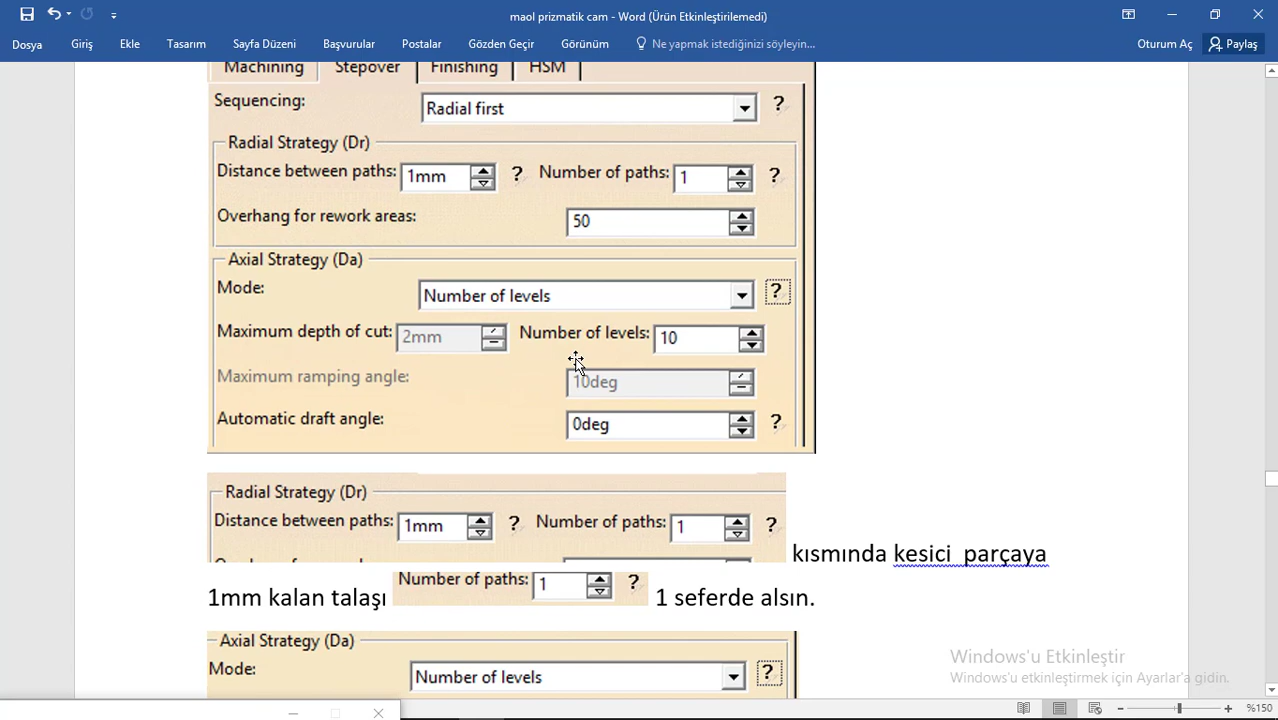 maol prizmatik cam - Word (Ürün Etkinleştirilemedi)
Dosya Giriş Ekle Tasarım Sayfa Düzeni Başvurular Postalar Gözden Geçir Görünüm Ne yapmak istediğinizi söyleyin... Oturum Aç Paylaş
Machining Stepover Finishing HSM
Sequencing: Radial first ?
Radial Strategy (Dr)
Distance between paths: 1mm ? Number of paths: 1 ?
Overhang for rework areas: 50
Axial Strategy (Da)
Mode: Number of levels ?
Maximum depth of cut: 2mm Number of levels: 10
Maximum ramping angle: 10deg
Automatic draft angle: 0deg ?
Radial Strategy (Dr)
Distance between paths: 1mm ? Number of paths: 1 ?
kısmında kesici parçaya
1mm kalan talaşı Number of paths: 1 ? 1 seferde alsın.
Axial Strategy (Da)
Mode: Number of levels ?
Windows'u Etkinleştir
Windows'u etkinleştirmek için Ayarlar'a gidin.
%150